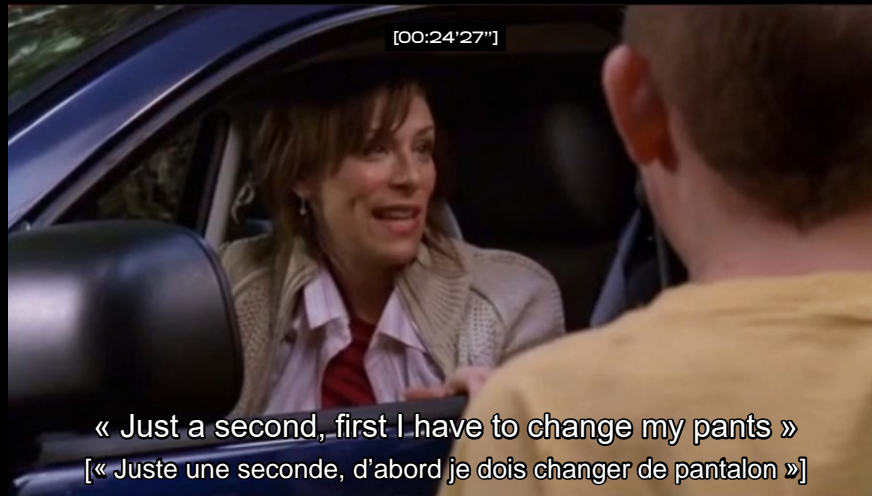 [00:24'27"]
« Just a second, first I have to change my pants »
[« Juste une seconde, d'abord je dois changer de pantalon »]